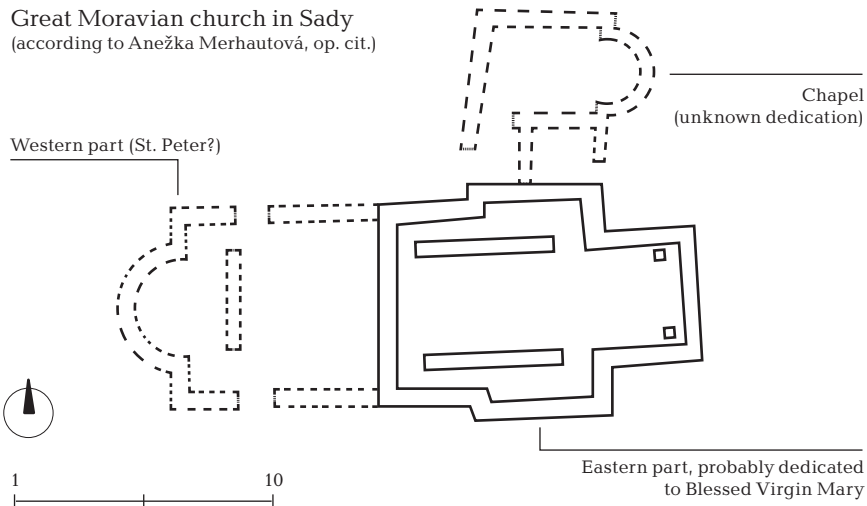 Great Moravian church in Sady
(according to Anežka Merhautová, op. cit.)
Chapel
(unknown dedication)
Western part (St. Peter?)
Eastern part, probably dedicated
to Blessed Virgin Mary
1
10